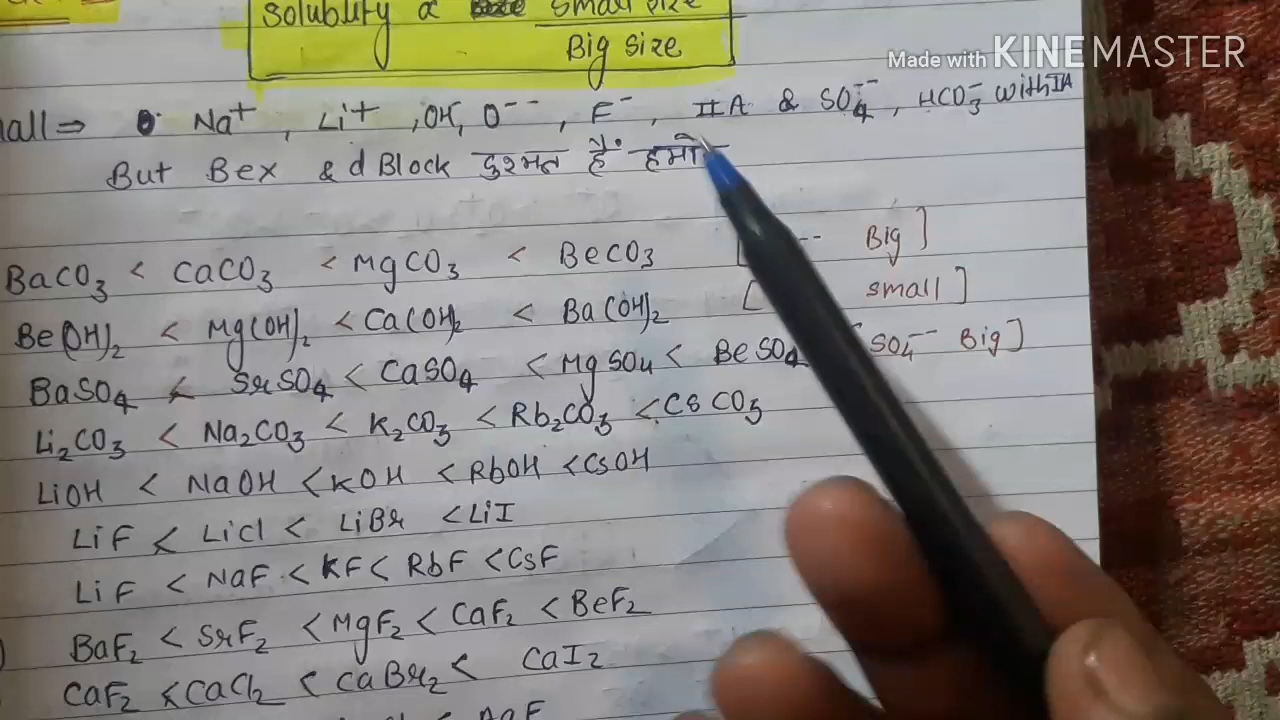 Solubility α small size
Big size
Made with KINEMASTER
⇒ Na⁺, Li⁺, OH⁻, O⁻⁻, F⁻, IIA & SO₄⁻⁻, HCO₃⁻ with IA
But Bex & d Block दुश्मन है हमारे
BaCO₃ < CaCO₃ < MgCO₃ < BeCO₃ [ -- Big ]
Be(OH)₂ < Mg(OH)₂ < Ca(OH)₂ < Ba(OH)₂ [ small ]
BaSO₄ < SrSO₄ < CaSO₄ < MgSO₄ < BeSO₄ [SO₄⁻⁻ Big]
Li₂CO₃ < Na₂CO₃ < K₂CO₃ < Rb₂CO₃ < CsCO₃
LiOH < NaOH < KOH < RbOH < CsOH
LiF < LiCl < LiBr < LiI
LiF < NaF < KF < RbF < CsF
BaF₂ < SrF₂ < MgF₂ < CaF₂ < BeF₂
CaF₂ < CaCl₂ < CaBr₂ < CaI₂
AgF